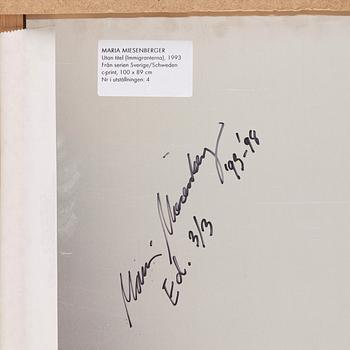 MARIA MIESENBERGER
Utan titel (Immigranterna), 1993
Från serien Sverige/Schweden
c-print, 100 x 89 cm
Nr i utställningen: 4
Maria Miesenberger '93-'98
Ed. 3/3